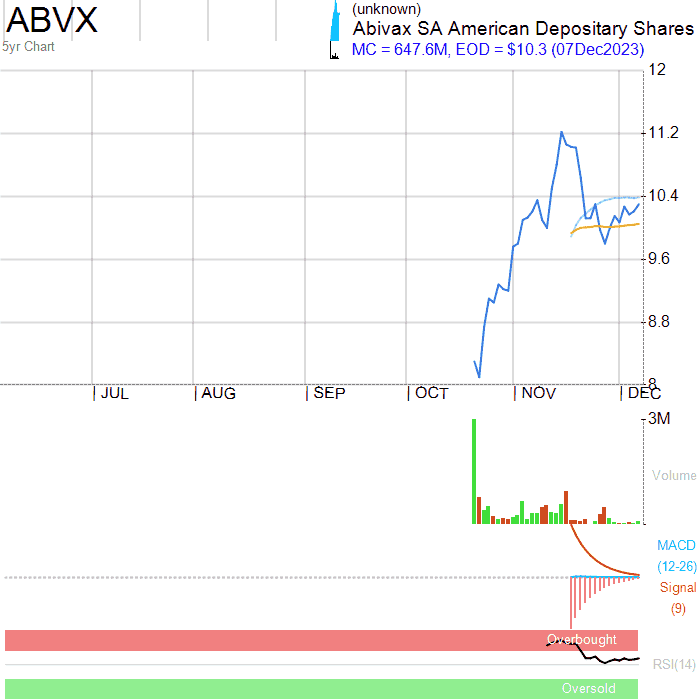 ABVX
(unknown)
Abivax SA American Depositary Shares
5yr Chart
MC = 647.6M, EOD = $10.3 (07Dec2023)
12
11.2
10.4
9.6
8.8
8
JUL AUG SEP OCT NOV DEC
3M
Volume
MACD
(12-26)
Signal
(9)
Overbought
RSI(14)
Oversold